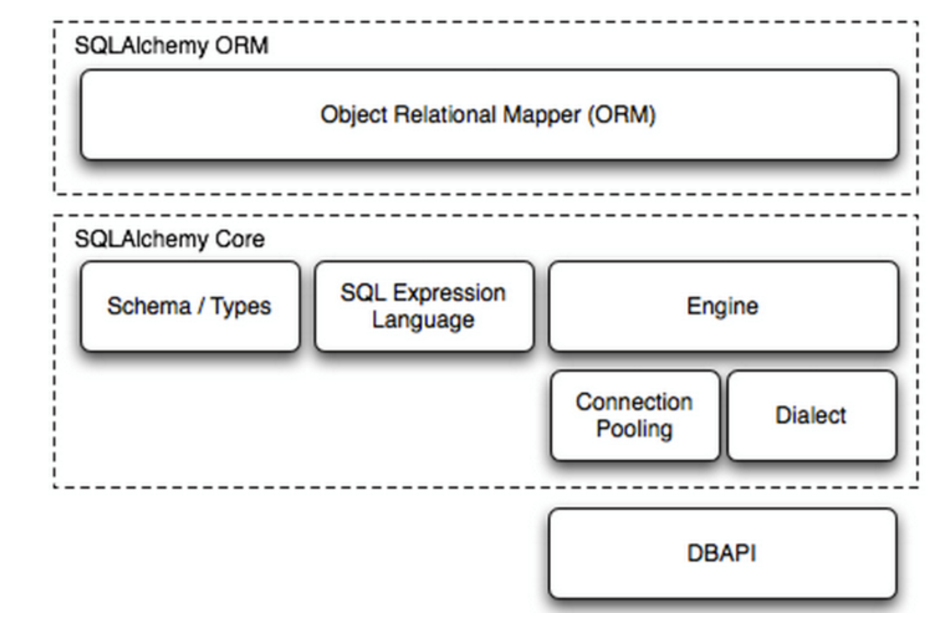 SQLAlchemy ORM
Object Relational Mapper (ORM)
SQLAlchemy Core
Schema / Types
SQL Expression
Language
Engine
Connection
Pooling
Dialect
DBAPI